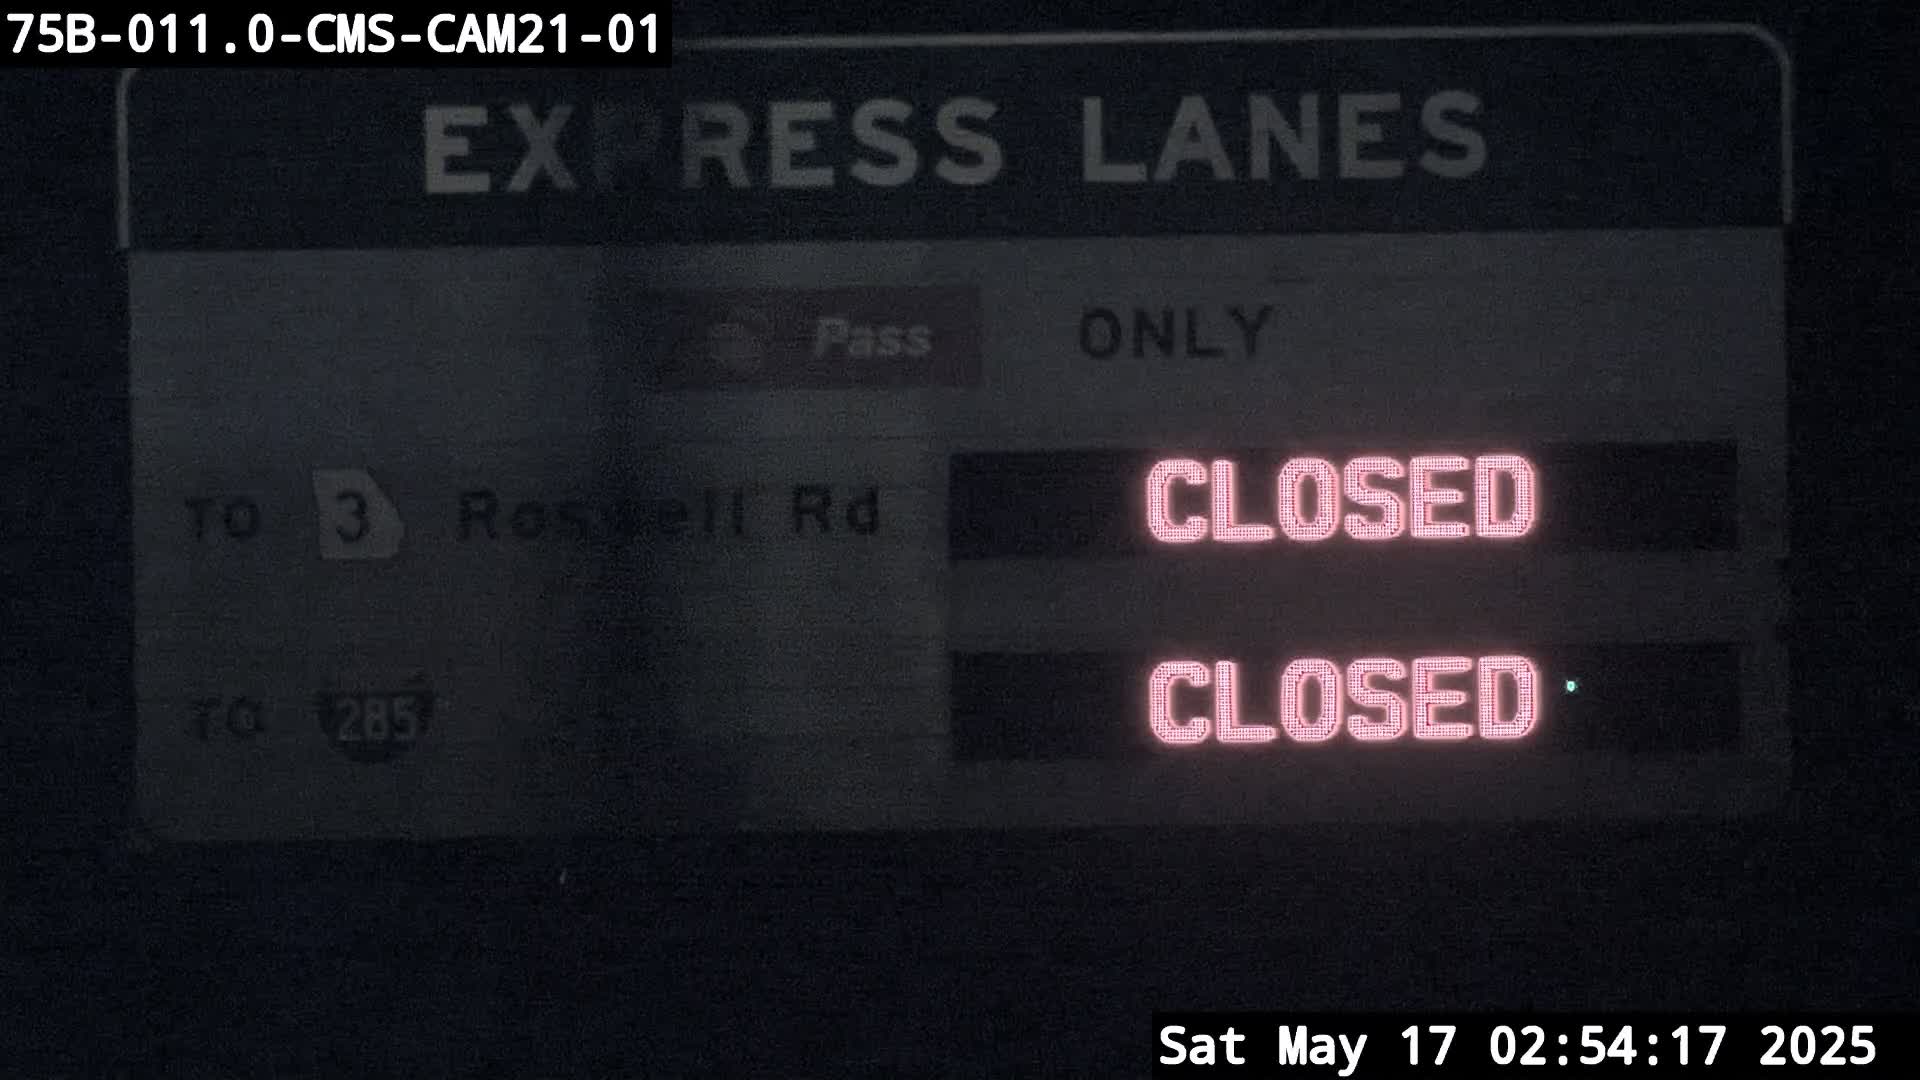 75B-011.0-CMS-CAM21-01
EXPRESS LANES
Pass ONLY
TO 3 Roswell Rd CLOSED
TO 285 CLOSED
Sat May 17 02:54:17 2025